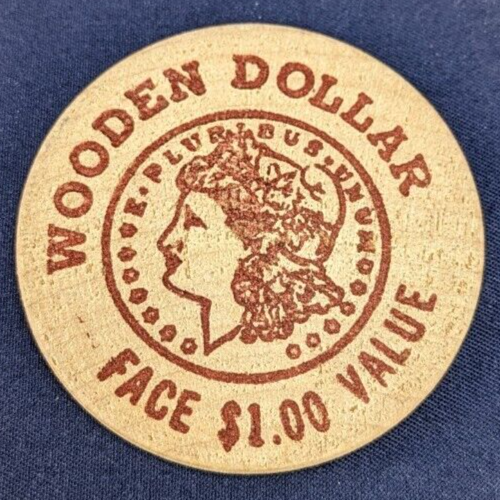 WOODEN DOLLAR
E·PLURIBUS·UNUM
FACE $1.00 VALUE